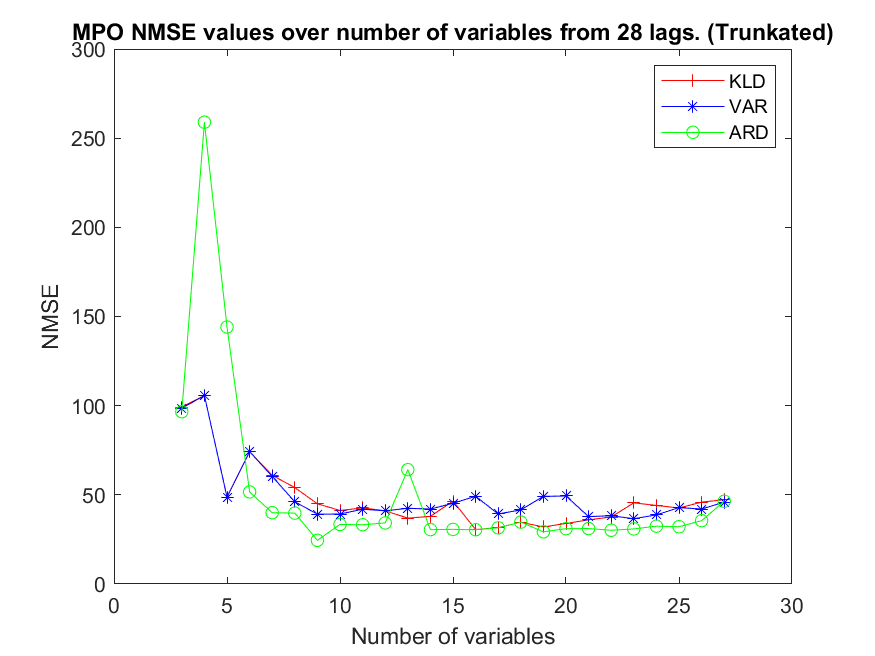 MPO NMSE values over number of variables from 28 lags. (Trunkated)
300
250
200
150
100
50
0
NMSE
KLD
VAR
ARD
0 5 10 15 20 25 30
Number of variables